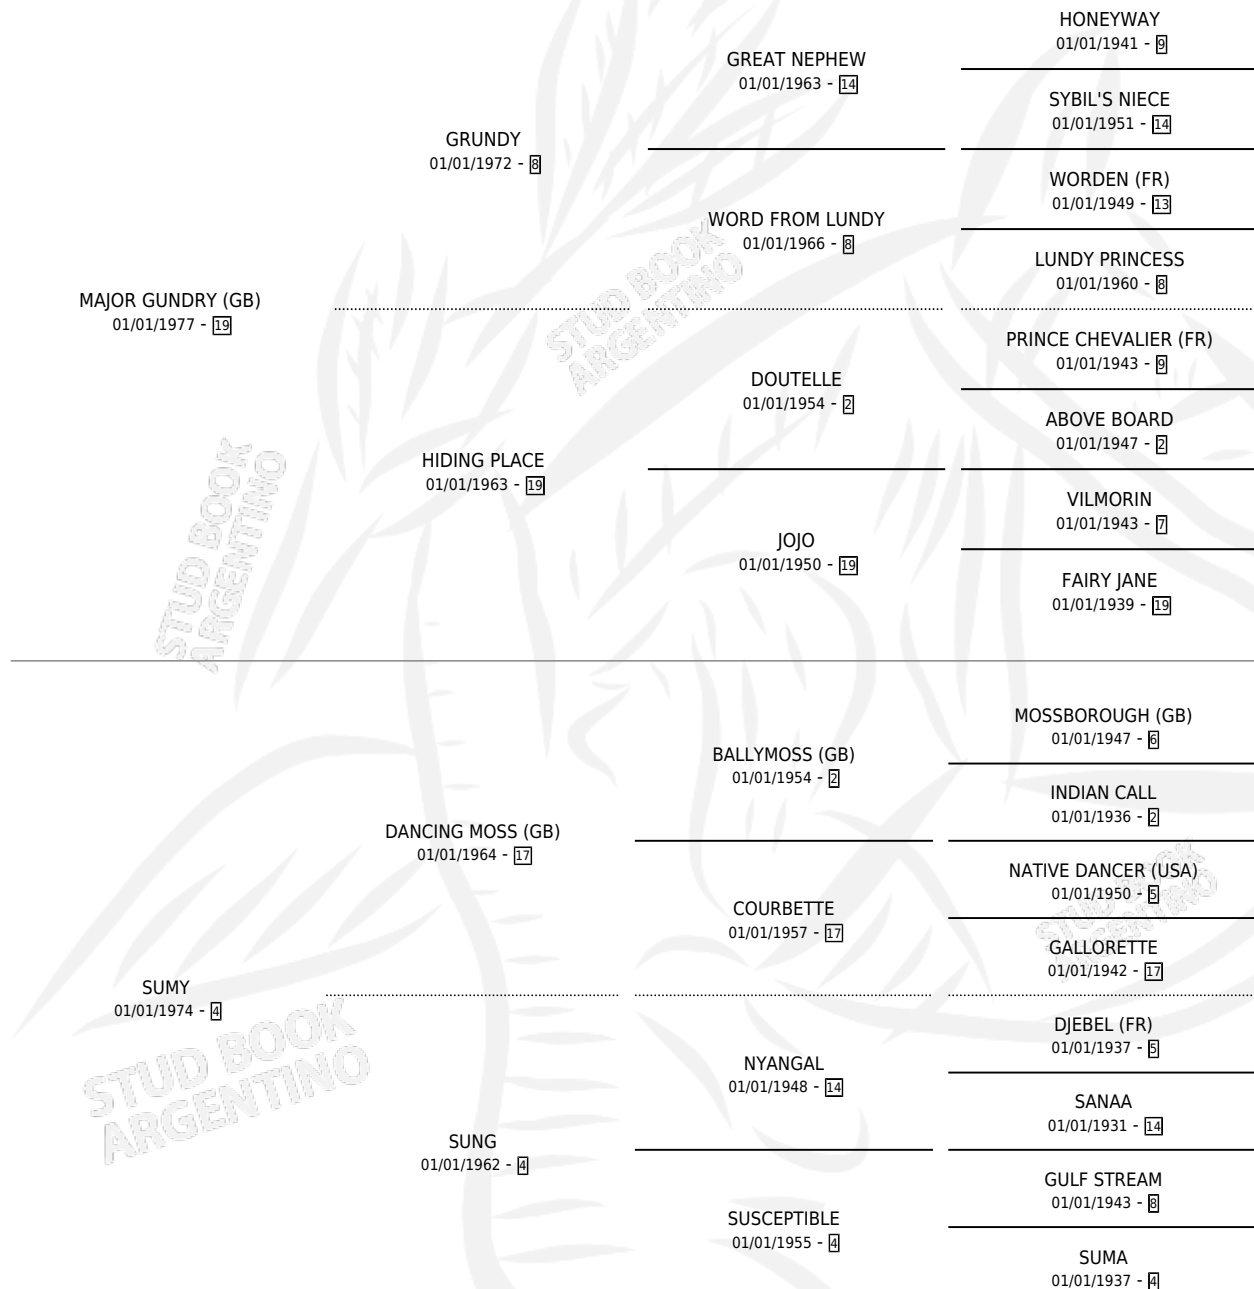 HONEYWAY
01/01/1941 - 9
GREAT NEPHEW
01/01/1963 - 14
SYBIL'S NIECE
01/01/1951 - 14
GRUNDY
01/01/1972 - 8
WORDEN (FR)
01/01/1949 - 13
WORD FROM LUNDY
01/01/1966 - 8
LUNDY PRINCESS
01/01/1960 - 8
MAJOR GUNDRY (GB)
01/01/1977 - 19
STUD BOOK
ARGENTINO
PRINCE CHEVALIER (FR)
01/01/1943 - 9
DOUTELLE
01/01/1954 - 2
ABOVE BOARD
01/01/1947 - 2
HIDING PLACE
01/01/1963 - 19
VILMORIN
01/01/1943 - 7
JOJO
01/01/1950 - 19
FAIRY JANE
01/01/1939 - 19
STUD BOOK
ARGENTINO
MOSSBOROUGH (GB)
01/01/1947 - 6
BALLYMOSS (GB)
01/01/1954 - 2
INDIAN CALL
01/01/1936 - 2
DANCING MOSS (GB)
01/01/1964 - 17
NATIVE DANCER (USA)
01/01/1950 - 5
STUD BOOK
ARGENTINO
COURBETTE
01/01/1957 - 17
GALLORETTE
01/01/1942 - 17
SUMY
01/01/1974 - 4
STUD BOOK
ARGENTINO
DJEBEL (FR)
01/01/1937 - 5
NYANGAL
01/01/1948 - 14
SANAA
01/01/1931 - 14
SUNG
01/01/1962 - 4
GULF STREAM
01/01/1943 - 8
SUSCEPTIBLE
01/01/1955 - 4
SUMA
01/01/1937 - 4